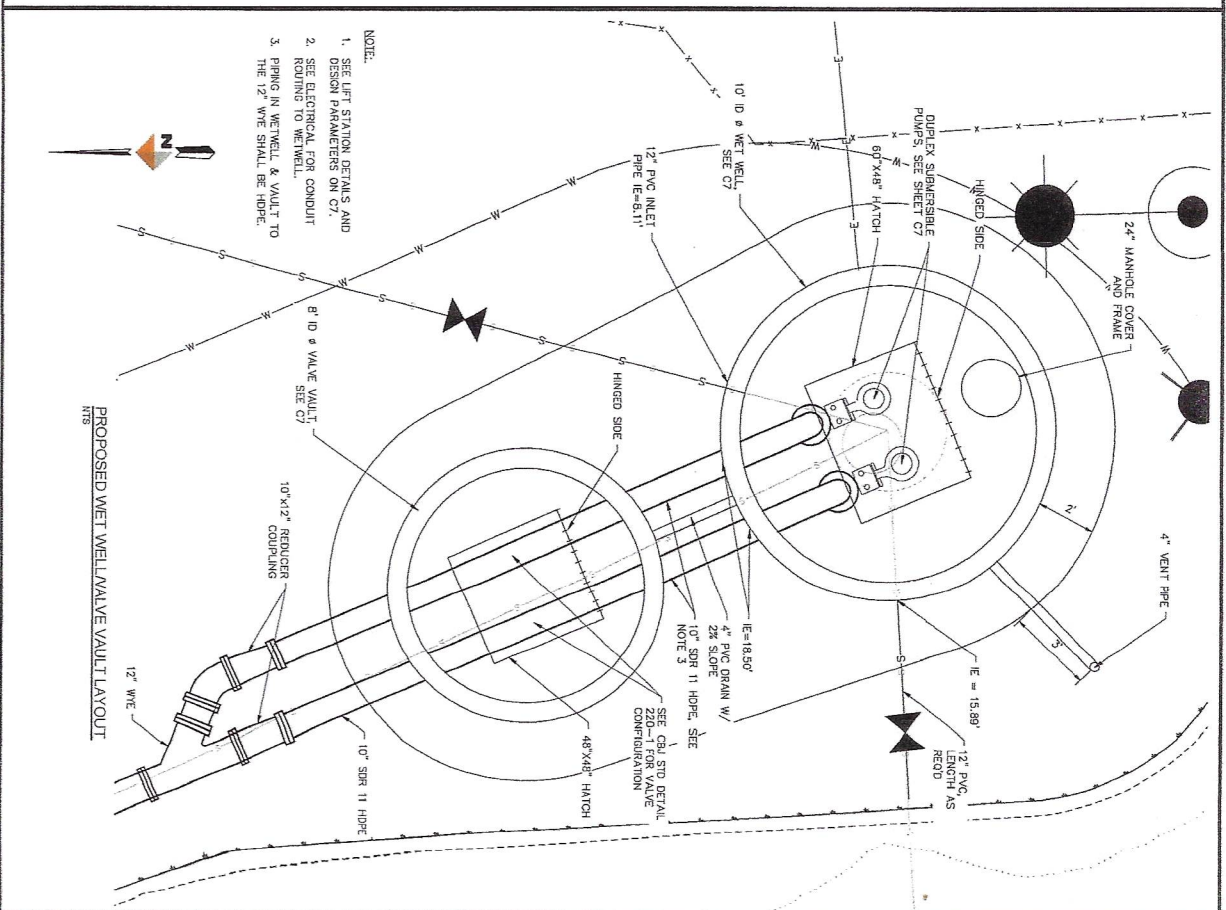 NOTE:
1. SEE LIFT STATION DETAILS AND
DESIGN PARAMETERS ON C7.
2. SEE ELECTRICAL FOR CONDUIT
ROUTING TO WETWELL.
3. PIPING IN WETWELL & VAULT TO
THE 12" WYE SHALL BE HDPE.
N
10' ID ø WET WELL,
SEE C7
12" PVC INLET
PIPE IE=8.11'
DUPLEX SUBMERSIBLE
PUMPS, SEE SHEET C7
60"X48" HATCH
HINGED SIDE
24" MANHOLE COVER
AND FRAME
4" VENT PIPE
2'
3'
IE = 15.89'
12" PVC,
LENGTH AS
REQ'D
8' ID ø VALVE VAULT,
SEE C7
HINGED SIDE
IE=18.50'
4" PVC DRAIN W/
2% SLOPE
10" SDR 11 HDPE, SEE
NOTE 3
SEE CBJ STD DETAIL
220-1 FOR VALVE
CONFIGURATION
48"X48" HATCH
10"x12" REDUCER
COUPLING
10" SDR 11 HDPE
12" WYE
PROPOSED WET WELL/VALVE VAULT LAYOUT
NTS